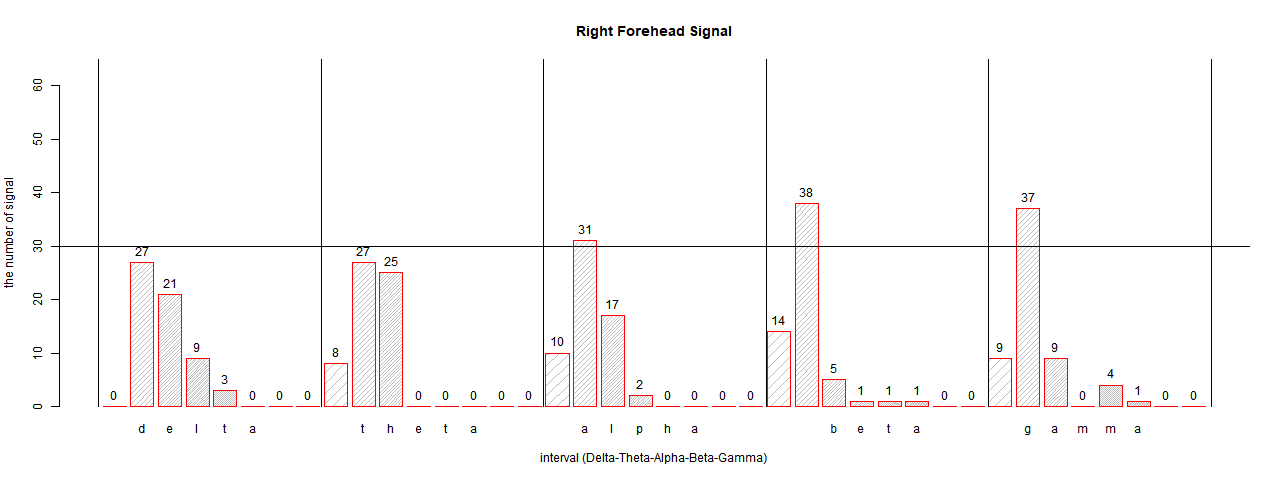 Right Forehead Signal
the number of signal
60
50
40
30
20
10
0
0 27 21 9 3 0 0 0
8 27 25 0 0 0 0 0
10 31 17 2 0 0 0 0
14 38 5 1 1 1 0 0
9 37 9 0 4 1 0 0
d e l t a t h e t a a l p h a b e t a g a m m a
interval (Delta-Theta-Alpha-Beta-Gamma)